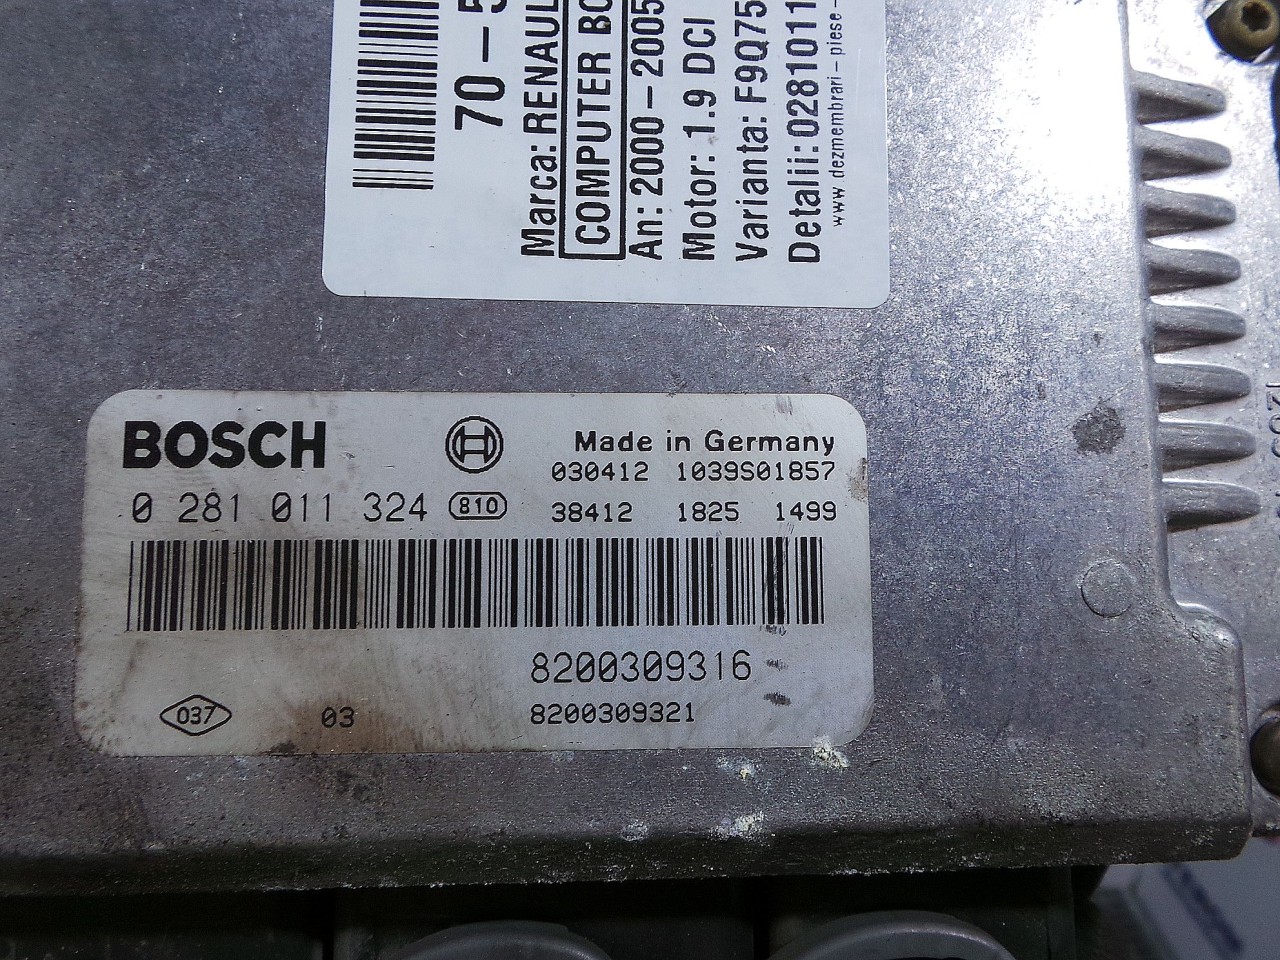 70-5
Marca: RENAUL
COMPUTER BO
An: 2000-2005
Motor: 1.9 DCI
Varianta: F9Q75
Detalii: 0281011
www dezmembrari-piese-
BOSCH
Made in Germany
030412 1039S01857
0 281 011 324 810
38412 1825 1499
8200309316
037 03 8200309321